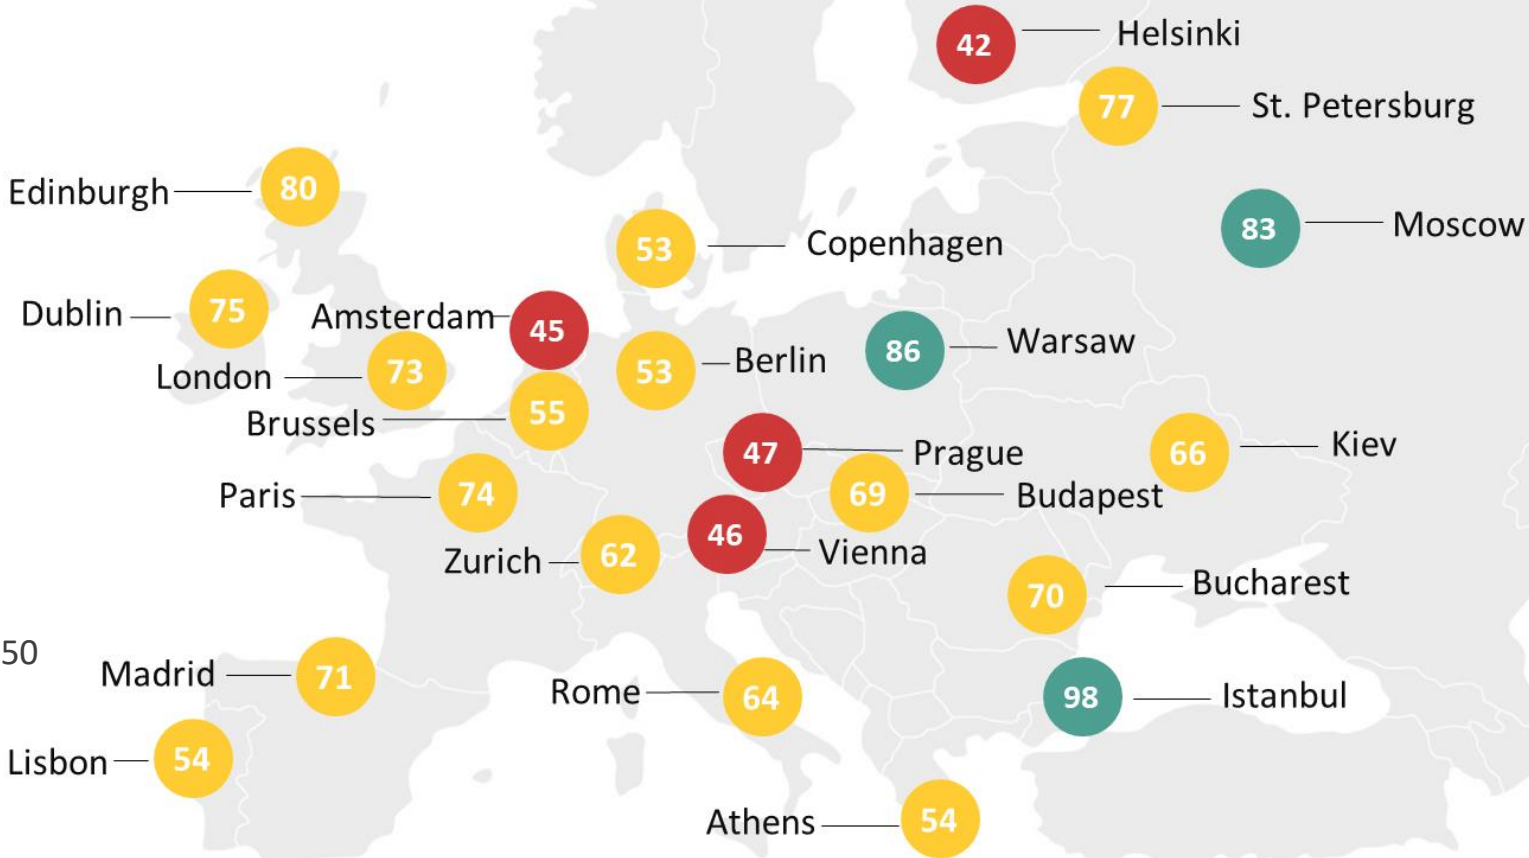 42 Helsinki
77 St. Petersburg
Edinburgh 80
83 Moscow
53 Copenhagen
Dublin 75
Amsterdam 45
86 Warsaw
London 73
53 Berlin
Brussels 55
47 Prague
66 Kiev
Paris 74
69 Budapest
Zurich 62
46 Vienna
70 Bucharest
50
Madrid 71
Rome 64
98 Istanbul
Lisbon 54
Athens 54